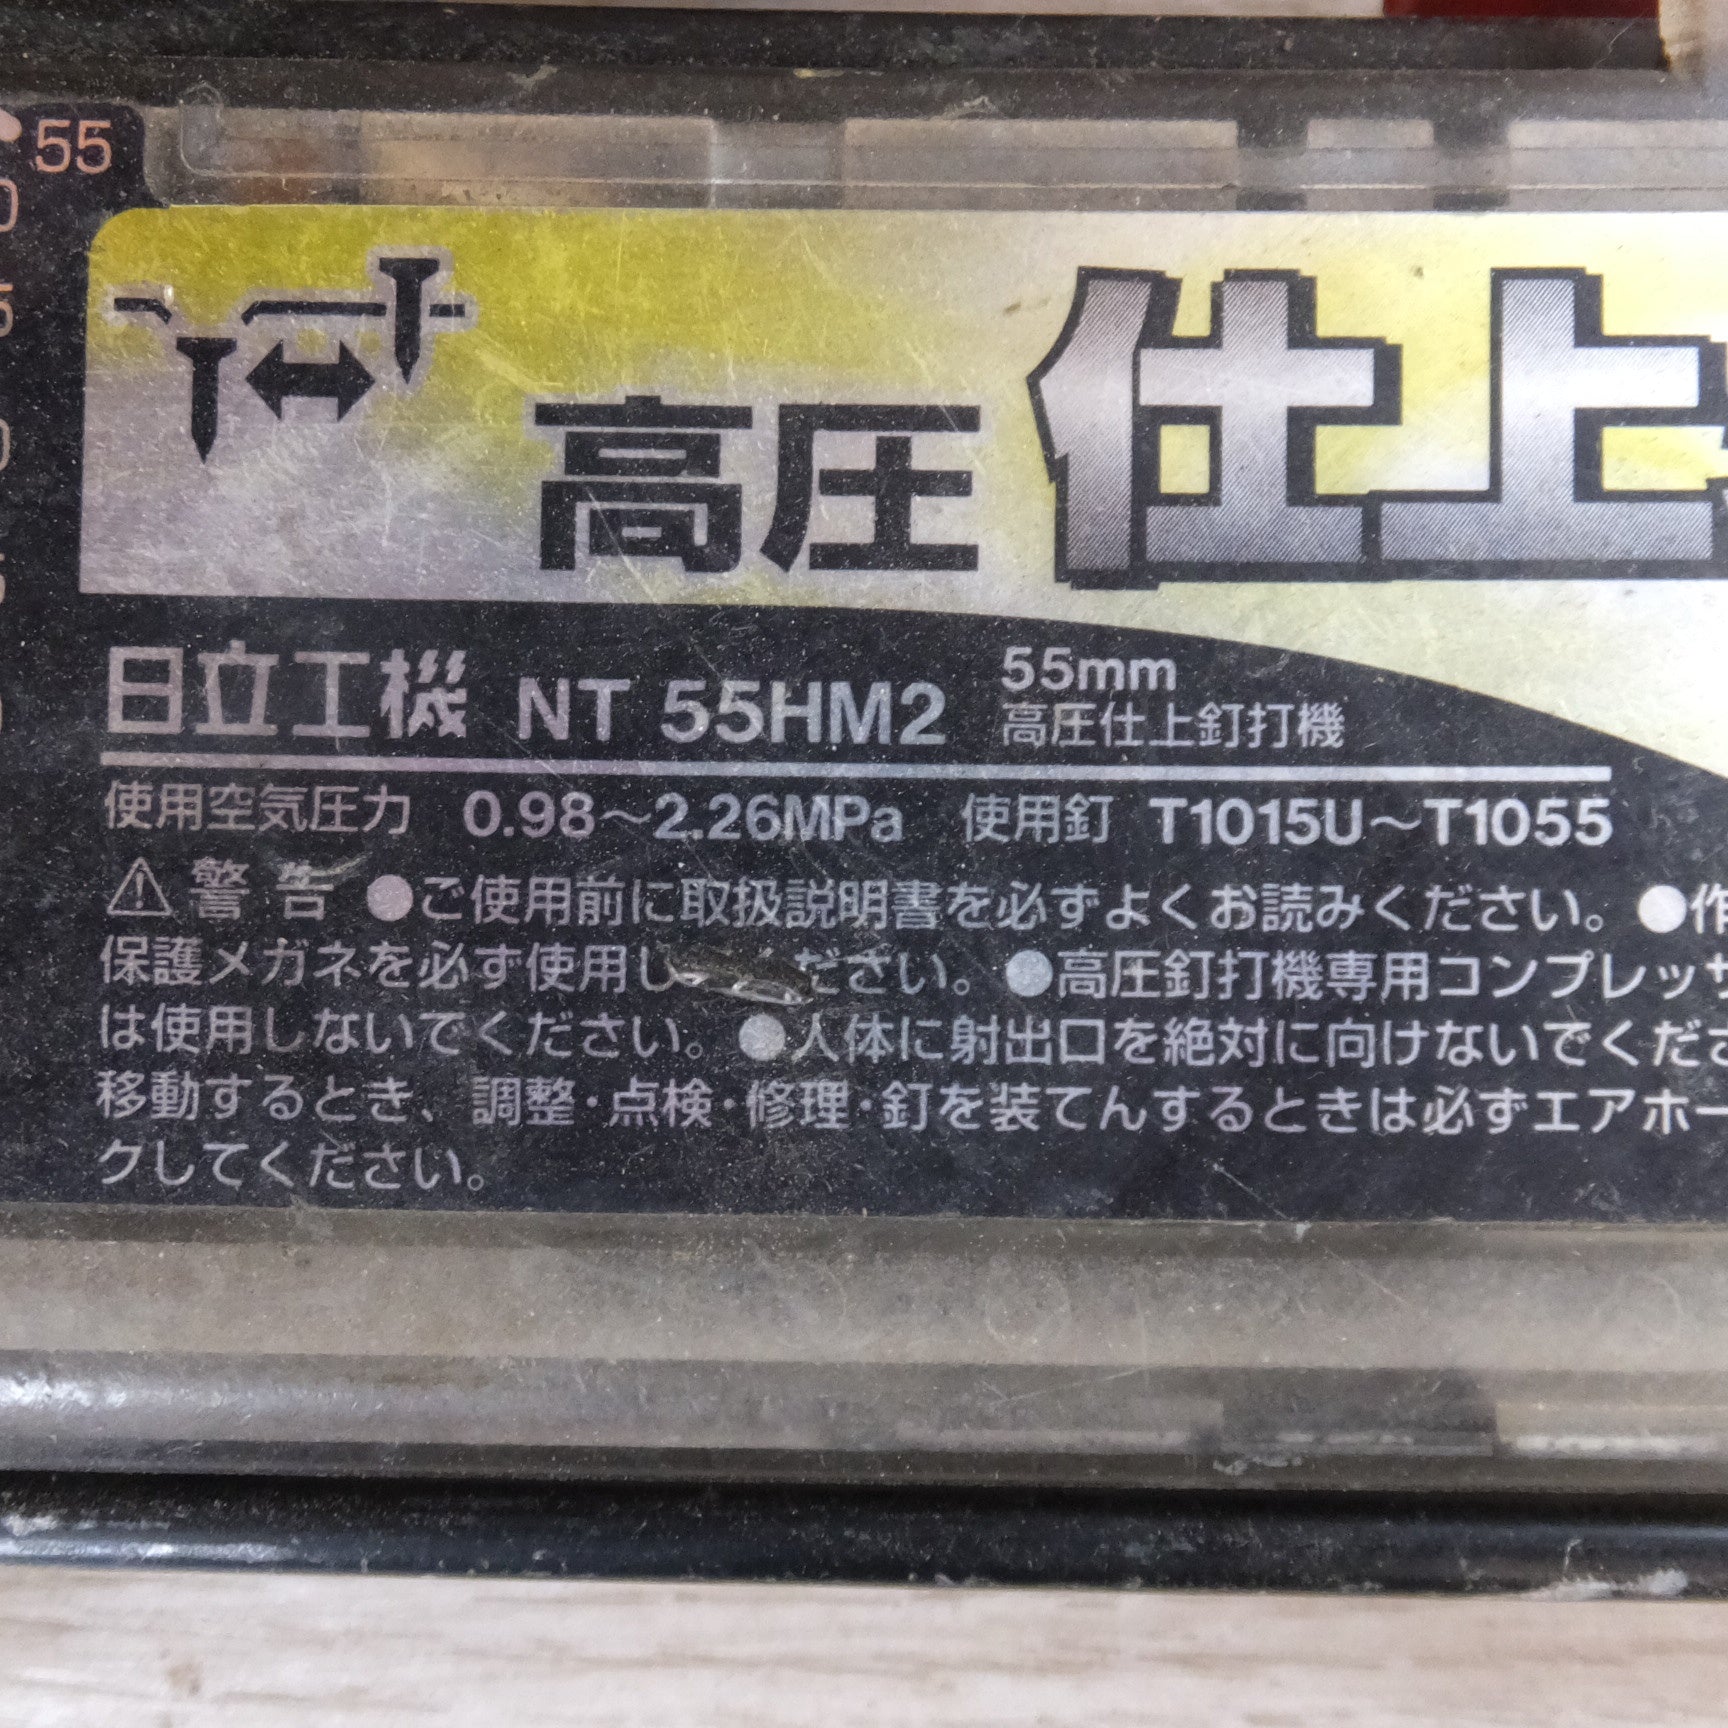 55
高圧 仕上
日立工機 NT 55HM2 55mm
高圧仕上釘打機
使用空気圧力 0.98～2.26MPa 使用釘 T1015U～T1055
⚠ 警告 ●ご使用前に取扱説明書を必ずよくお読みください。●作
保護メガネを必ず使用し ださい。●高圧釘打機専用コンプレッサ
は使用しないでください。●人体に射出口を絶対に向けないでくださ
移動するとき、調整・点検・修理・釘を装てんするときは必ずエアホー
クしてください。